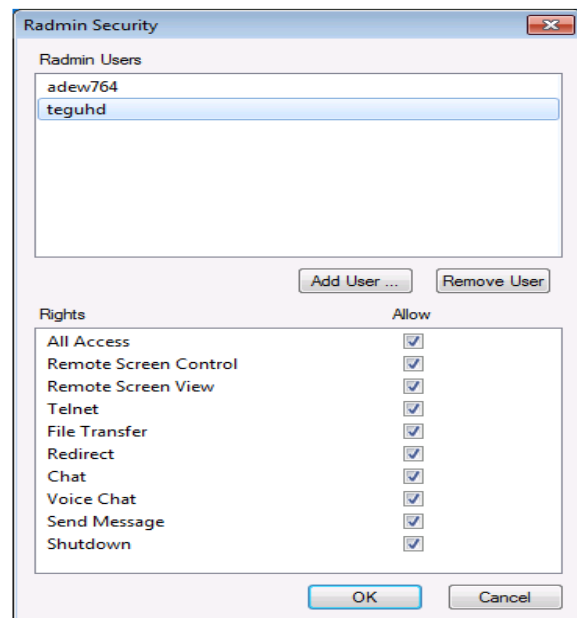 Radmin Security
Radmin Users
adew764
teguhd
Add User ...
Remove User
Rights Allow
All Access
Remote Screen Control
Remote Screen View
Telnet
File Transfer
Redirect
Chat
Voice Chat
Send Message
Shutdown
OK
Cancel